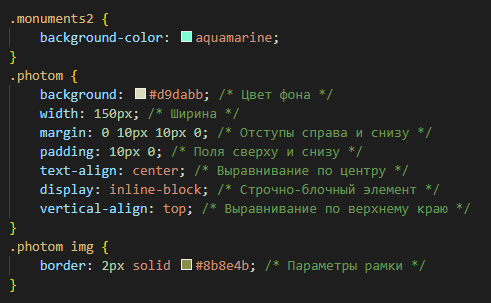 .monuments2 {
    background-color: aquamarine;
}
.photom {
    background: #d9dabb; /* Цвет фона */
    width: 150px; /* Ширина */
    margin: 0 10px 10px 0; /* Отступы справа и снизу */
    padding: 10px 0; /* Поля сверху и снизу */
    text-align: center; /* Выравнивание по центру */
    display: inline-block; /* Строчно-блочный элемент */
    vertical-align: top; /* Выравнивание по верхнему краю */
}
.photom img {
    border: 2px solid #8b8e4b; /* Параметры рамки */
}